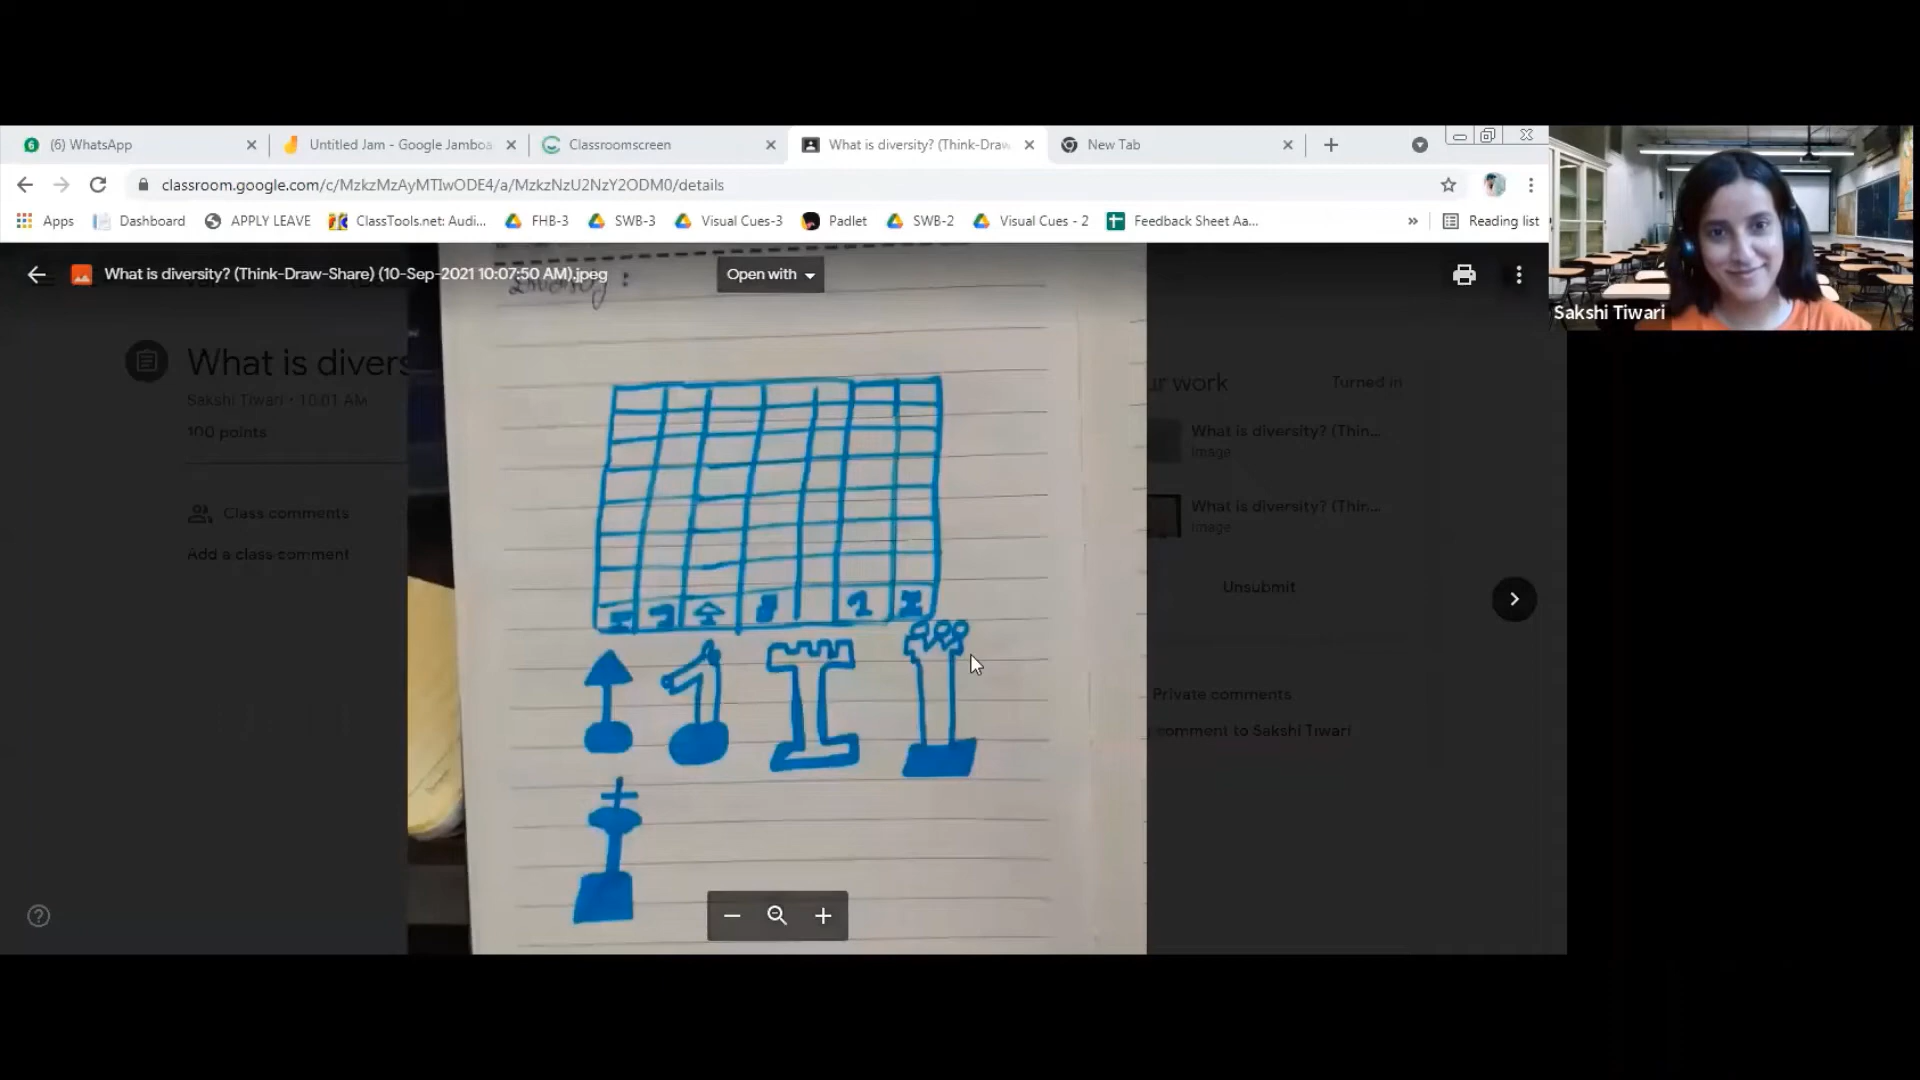 (6) WhatsApp
Untitled Jam - Google Jamboa
Classroomscreen
What is diversity? (Think-Draw
New Tab
classroom.google.com/c/MzkzMzAyMTIwODE4/a/MzkzNzU2NzY2ODM0/details
Apps
Dashboard
APPLY LEAVE
ClassTools.net: Audi...
FHB-3
SWB-3
Visual Cues-3
Padlet
SWB-2
Visual Cues - 2
Feedback Sheet Aa...
»
Reading list
What is diversity? (Think-Draw-Share) (10-Sep-2021 10:07:50 AM).jpeg
Open with
Sakshi Tiwari
What is divers
Sakshi Tiwari • 10:01 AM
100 points
Class comments
Add a class comment
ur work
Turned in
What is diversity? (Thin...
Image
What is diversity? (Thin...
Image
Unsubmit
Private comments
comment to Sakshi Tiwari